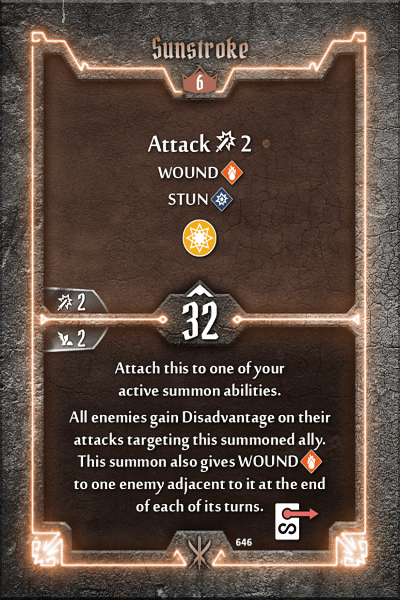 Sunstroke
6
Attack 2
WOUND
STUN
2
32
2
Attach this to one of your
active summon abilities.
All enemies gain Disadvantage on their
attacks targeting this summoned ally.
This summon also gives WOUND
to one enemy adjacent to it at the end
of each of its turns.
S
646